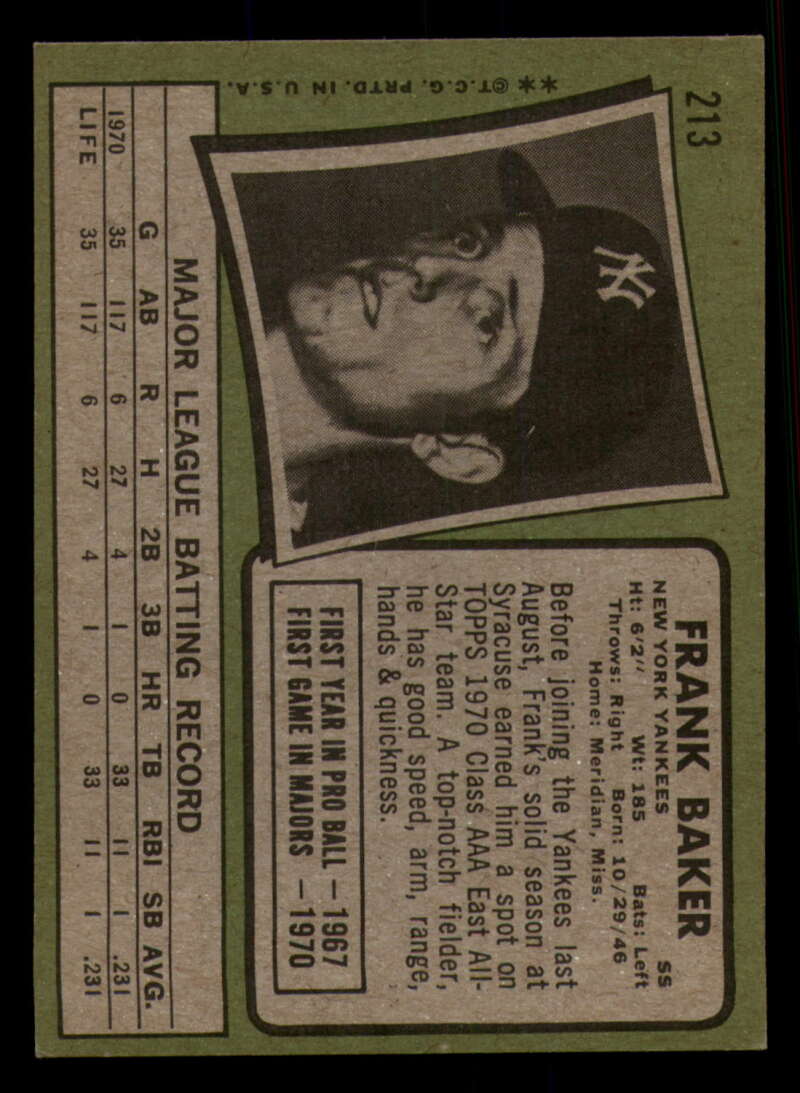 213
NY
FRANK BAKER SS
NEW YORK YANKEES
Ht: 6'2" Wt: 185 Bats: Left
Throws: Right Born: 10/29/46
Home: Meridian, Miss.
Before joining the Yankees last
August, Frank's solid season at
Syracuse earned him a spot on
TOPPS 1970 Class AAA East All-
Star team. A top-notch fielder,
he has good speed, arm, range,
hands & quickness.
FIRST YEAR IN PRO BALL — 1967
FIRST GAME IN MAJORS — 1970
MAJOR LEAGUE BATTING RECORD
G AB R H 2B 3B HR TB RBI SB AVG.
1970 35 117 6 27 4 1 0 33 11 1 .231
LIFE 35 117 6 27 4 1 0 33 11 1 .231
**©T.C.G. PRTD. IN U.S.A.